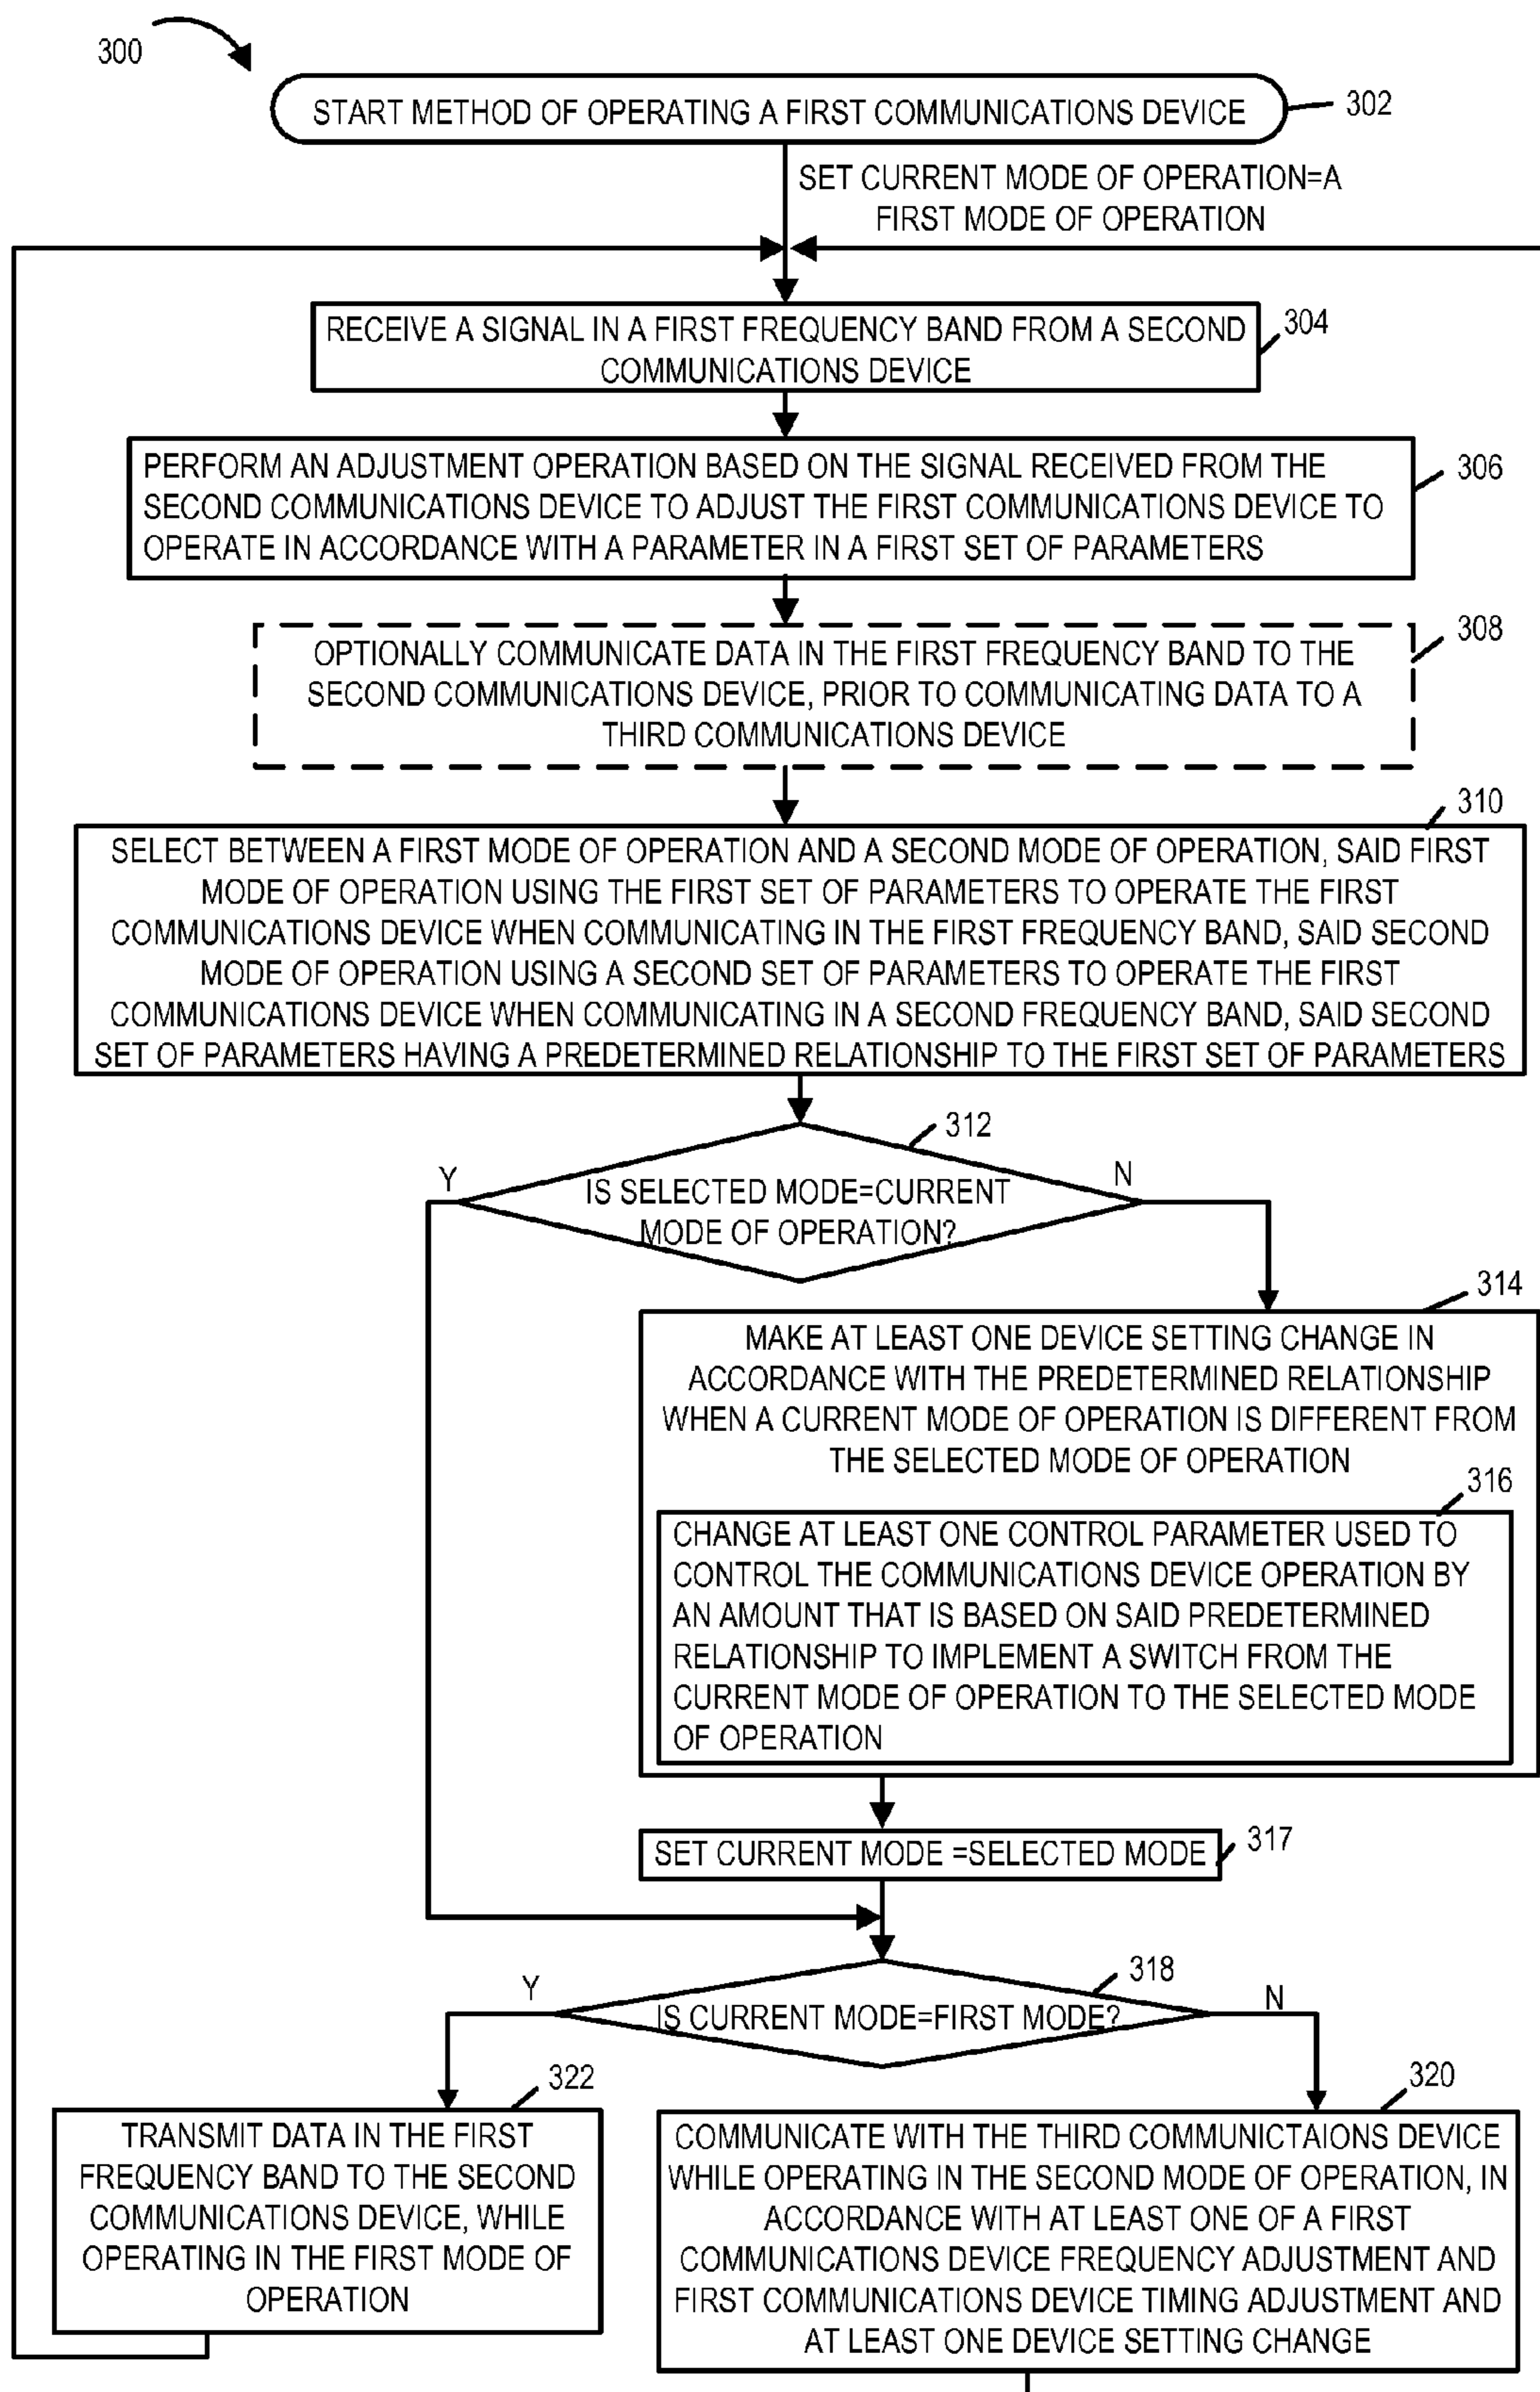 300
START METHOD OF OPERATING A FIRST COMMUNICATIONS DEVICE
302
SET CURRENT MODE OF OPERATION=A
FIRST MODE OF OPERATION
RECEIVE A SIGNAL IN A FIRST FREQUENCY BAND FROM A SECOND
COMMUNICATIONS DEVICE
304
PERFORM AN ADJUSTMENT OPERATION BASED ON THE SIGNAL RECEIVED FROM THE
SECOND COMMUNICATIONS DEVICE TO ADJUST THE FIRST COMMUNICATIONS DEVICE TO
OPERATE IN ACCORDANCE WITH A PARAMETER IN A FIRST SET OF PARAMETERS
306
OPTIONALLY COMMUNICATE DATA IN THE FIRST FREQUENCY BAND TO THE
SECOND COMMUNICATIONS DEVICE, PRIOR TO COMMUNICATING DATA TO A
THIRD COMMUNICATIONS DEVICE
308
310
SELECT BETWEEN A FIRST MODE OF OPERATION AND A SECOND MODE OF OPERATION, SAID FIRST
MODE OF OPERATION USING THE FIRST SET OF PARAMETERS TO OPERATE THE FIRST
COMMUNICATIONS DEVICE WHEN COMMUNICATING IN THE FIRST FREQUENCY BAND, SAID SECOND
MODE OF OPERATION USING A SECOND SET OF PARAMETERS TO OPERATE THE FIRST
COMMUNICATIONS DEVICE WHEN COMMUNICATING IN A SECOND FREQUENCY BAND, SAID SECOND
SET OF PARAMETERS HAVING A PREDETERMINED RELATIONSHIP TO THE FIRST SET OF PARAMETERS
312
Y
N
IS SELECTED MODE=CURRENT
MODE OF OPERATION?
314
MAKE AT LEAST ONE DEVICE SETTING CHANGE IN
ACCORDANCE WITH THE PREDETERMINED RELATIONSHIP
WHEN A CURRENT MODE OF OPERATION IS DIFFERENT FROM
THE SELECTED MODE OF OPERATION
316
CHANGE AT LEAST ONE CONTROL PARAMETER USED TO
CONTROL THE COMMUNICATIONS DEVICE OPERATION BY
AN AMOUNT THAT IS BASED ON SAID PREDETERMINED
RELATIONSHIP TO IMPLEMENT A SWITCH FROM THE
CURRENT MODE OF OPERATION TO THE SELECTED MODE
OF OPERATION
SET CURRENT MODE =SELECTED MODE
317
318
Y
N
IS CURRENT MODE=FIRST MODE?
322
TRANSMIT DATA IN THE FIRST
FREQUENCY BAND TO THE SECOND
COMMUNICATIONS DEVICE, WHILE
OPERATING IN THE FIRST MODE OF
OPERATION
320
COMMUNICATE WITH THE THIRD COMMUNICTAIONS DEVICE
WHILE OPERATING IN THE SECOND MODE OF OPERATION, IN
ACCORDANCE WITH AT LEAST ONE OF A FIRST
COMMUNICATIONS DEVICE FREQUENCY ADJUSTMENT AND
FIRST COMMUNICATIONS DEVICE TIMING ADJUSTMENT AND
AT LEAST ONE DEVICE SETTING CHANGE